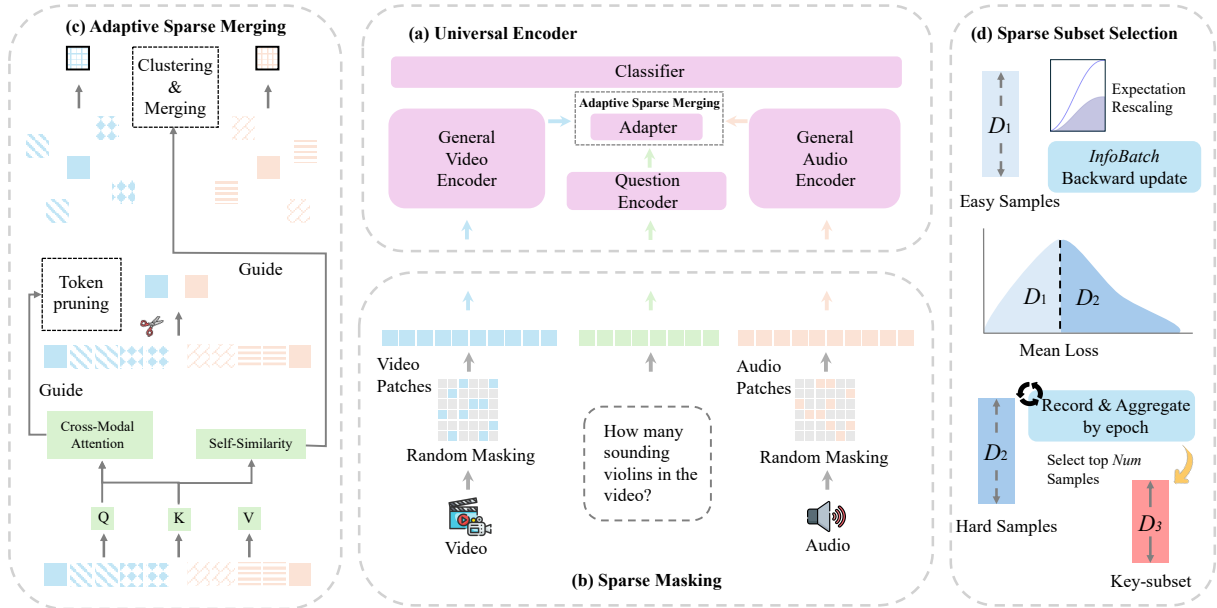 (c) Adaptive Sparse Merging
Clustering
&
Merging
Guide
Token
pruning
Guide
Cross-Modal
Attention
Self-Similarity
Q
K
V
(a) Universal Encoder
Classifier
General
Video
Encoder
Adaptive Sparse Merging
Adapter
Question
Encoder
General
Audio
Encoder
Video
Patches
Audio
Patches
Random Masking
How many
sounding
violins in the
video?
Random Masking
Video
Audio
(b) Sparse Masking
(d) Sparse Subset Selection
D1
Expectation
Rescaling
InfoBatch
Backward update
Easy Samples
D1
D2
Mean Loss
Record & Aggregate
by epoch
D2
Select top Num
Samples
Hard Samples
D3
Key-subset